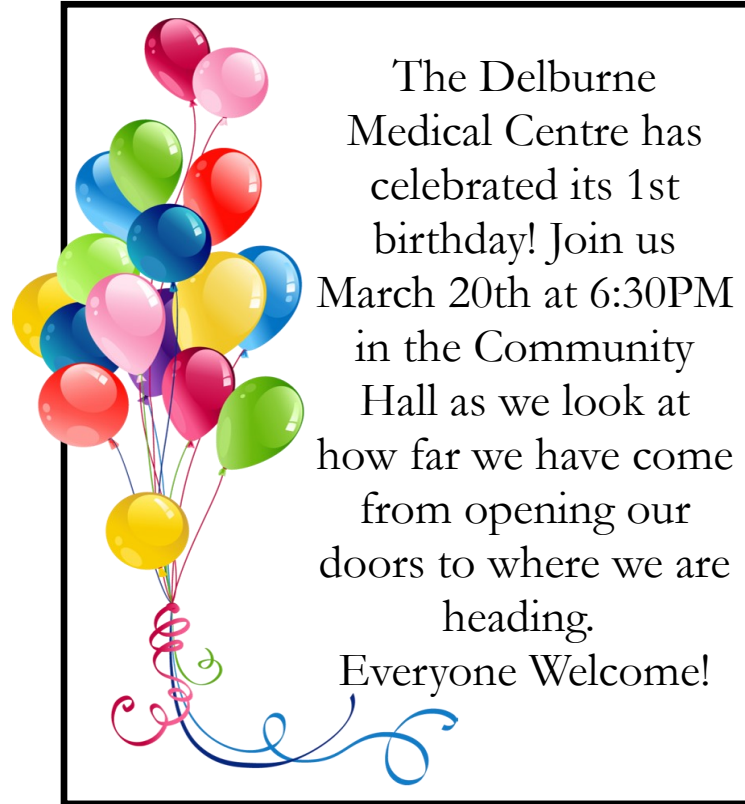 The Delburne
Medical Centre has
celebrated its 1st
birthday! Join us
March 20th at 6:30PM
in the Community
Hall as we look at
how far we have come
from opening our
doors to where we are
heading.
Everyone Welcome!